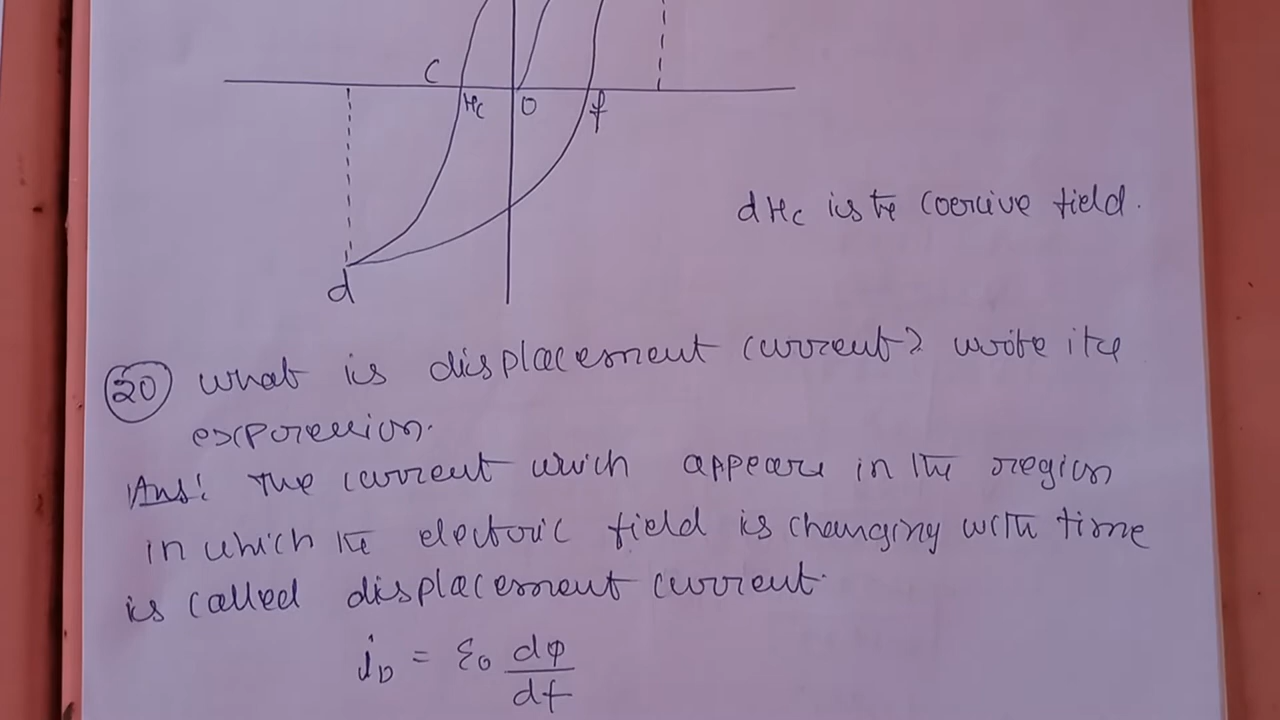 C
Hc O f
dHc is the coercive field.
d
20 what is displacement current? write its
expression.
Ans: The current which appears in the region
in which the electric field is changing with time
is called displacement current.
iD = ε0 dφ/dt